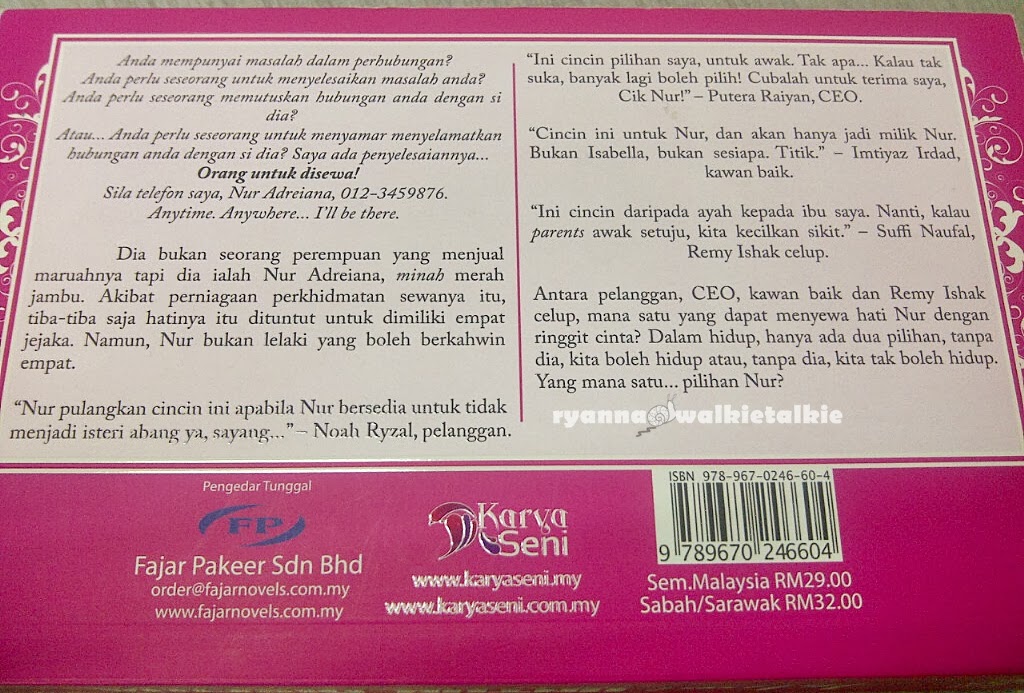 Anda mempunyai masalah dalam perhubungan?
Anda perlu seseorang untuk menyelesaikan masalah anda?
Anda perlu seseorang memutuskan hubungan anda dengan si
dia?
Atau... Anda perlu seseorang untuk menyamar menyelamatkan
hubungan anda dengan si dia? Saya ada penyelesaiannya...
Orang untuk disewa!
Sila telefon saya, Nur Adreiana, 012-3459876.
Anytime. Anywhere... I'll be there.
Dia bukan seorang perempuan yang menjual
maruahnya tapi dia ialah Nur Adreiana, minah merah
jambu. Akibat perniagaan perkhidmatan sewanya itu,
tiba-tiba saja hatinya itu dituntut untuk dimiliki empat
jejaka. Namun, Nur bukan lelaki yang boleh berkahwin
empat.
“Nur pulangkan cincin ini apabila Nur bersedia untuk tidak
menjadi isteri abang ya, sayang...” – Noah Ryzal, pelanggan.
“Ini cincin pilihan saya, untuk awak. Tak apa... Kalau tak
suka, banyak lagi boleh pilih! Cubalah untuk terima saya,
Cik Nur!” – Putera Raiyan, CEO.
“Cincin ini untuk Nur, dan akan hanya jadi milik Nur.
Bukan Isabella, bukan sesiapa. Titik.” – Imtiyaz Irdad,
kawan baik.
“Ini cincin daripada ayah kepada ibu saya. Nanti, kalau
parents awak setuju, kita kecilkan sikit.” – Suffi Naufal,
Remy Ishak celup.
Antara pelanggan, CEO, kawan baik dan Remy Ishak
celup, mana satu yang dapat menyewa hati Nur dengan
ringgit cinta? Dalam hidup, hanya ada dua pilihan, tanpa
dia, kita boleh hidup atau, tanpa dia, kita tak boleh hidup.
Yang mana satu... pilihan Nur?
ryanna walkietalkie
Pengedar Tunggal
FP
Fajar Pakeer Sdn Bhd
order@fajarnovels.com.my
www.fajarnovels.com.my
Karya
Seni
www.karyaseni.my
www.karyaseni.com.my
ISBN 978-967-0246-60-4
9 789670 246604
Sem.Malaysia RM29.00
Sabah/Sarawak RM32.00